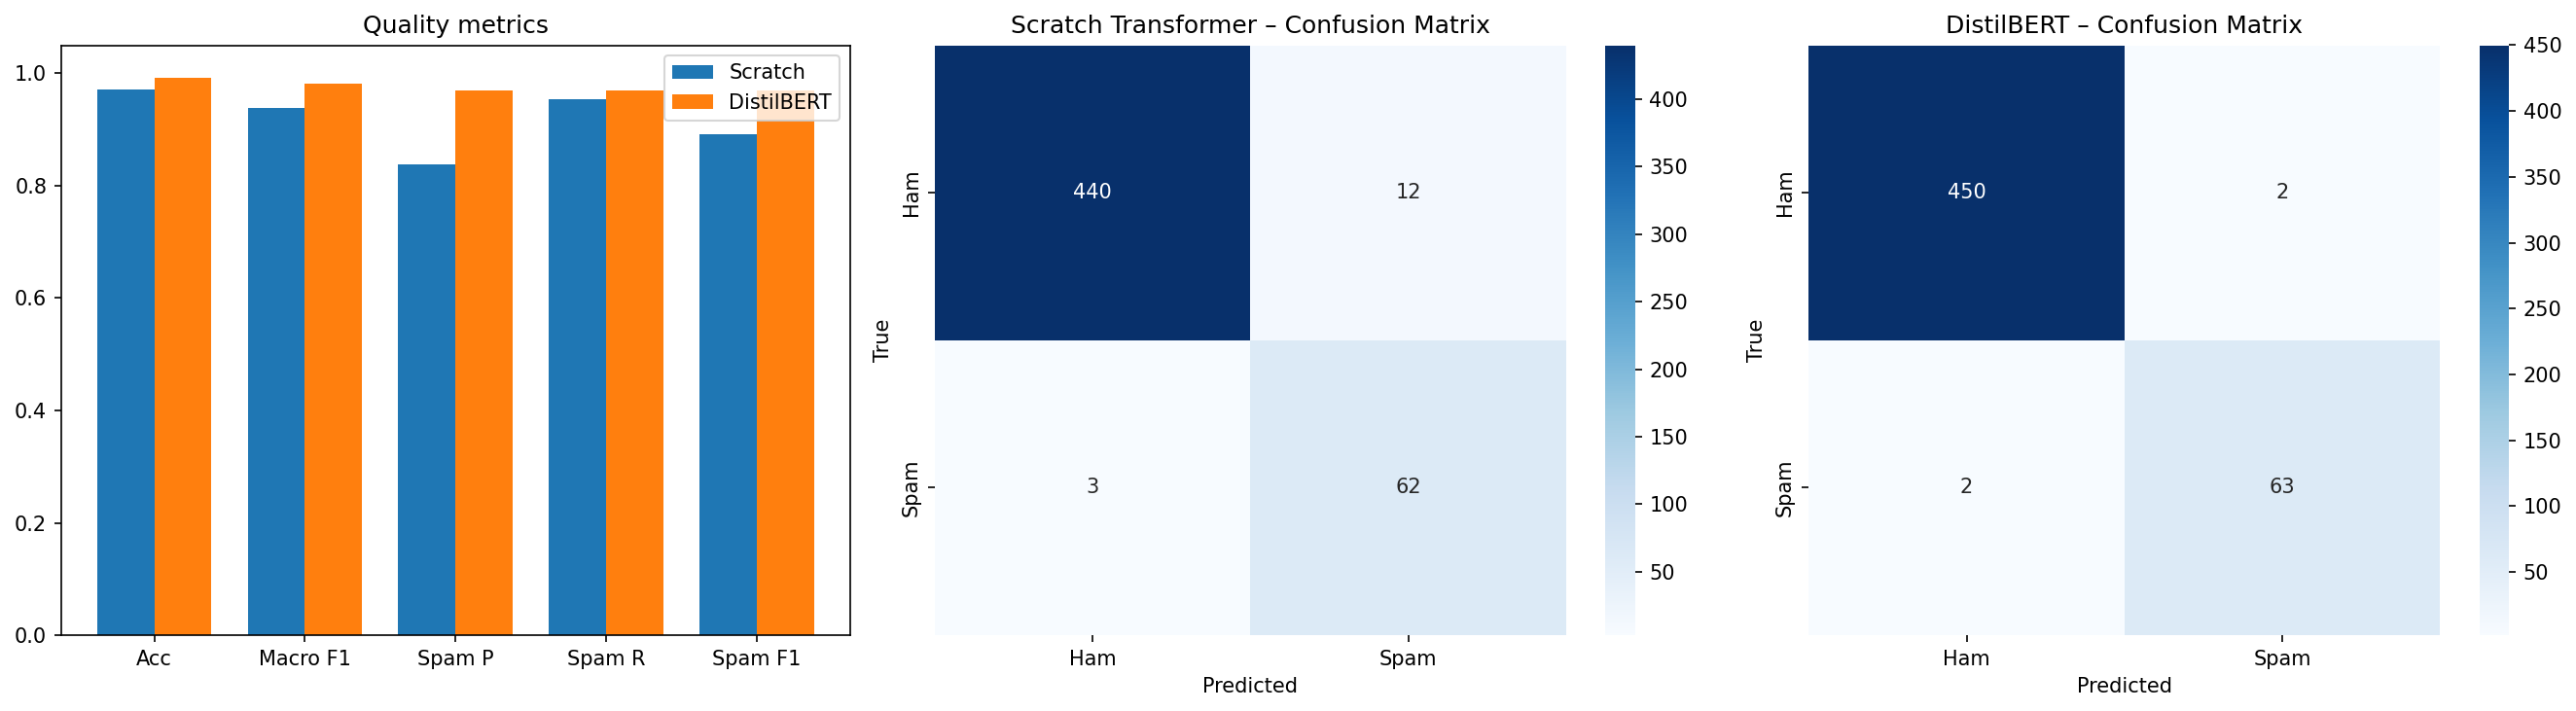 Quality metrics
1.0
0.8
0.6
0.4
0.2
0.0
Scratch
DistilBERT
Acc
Macro F1
Spam P
Spam R
Spam F1
Scratch Transformer – Confusion Matrix
True
Ham
Spam
440
12
3
62
Ham
Spam
Predicted
400
350
300
250
200
150
100
50
DistilBERT – Confusion Matrix
True
Ham
Spam
450
2
2
63
Ham
Spam
Predicted
450
400
350
300
250
200
150
100
50